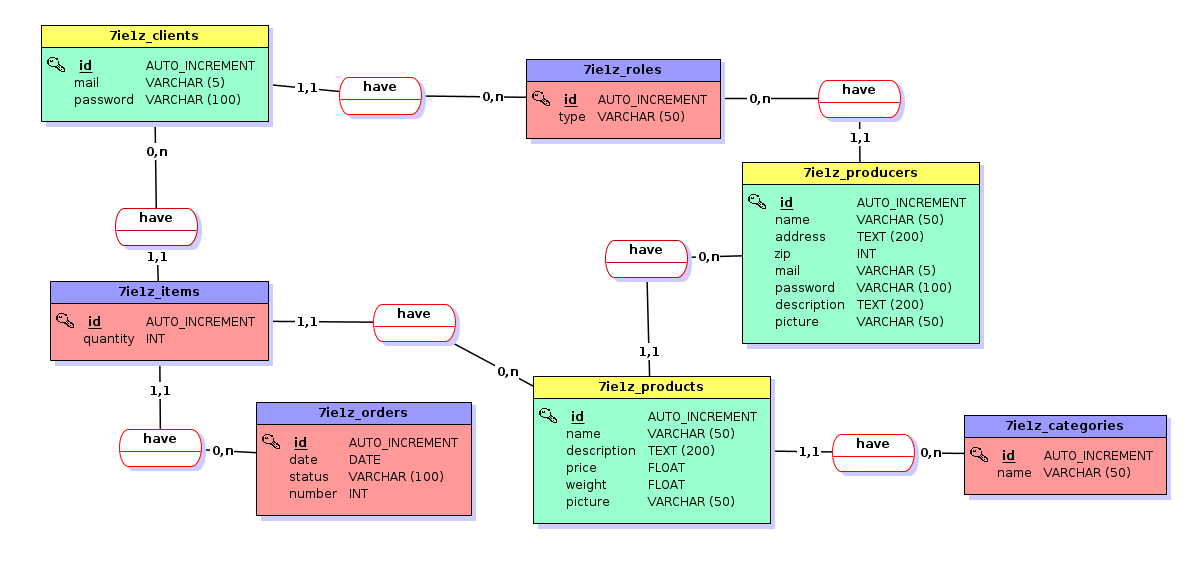 7ie1z_clients
id AUTO_INCREMENT
mail VARCHAR (5)
password VARCHAR (100)
1,1
have
0,n
7ie1z_roles
id AUTO_INCREMENT
type VARCHAR (50)
0,n
have
1,1
7ie1z_producers
id AUTO_INCREMENT
name VARCHAR (50)
address TEXT (200)
zip INT
mail VARCHAR (5)
password VARCHAR (100)
description TEXT (200)
picture VARCHAR (50)
0,n
have
1,1
0,n
have
1,1
7ie1z_items
id AUTO_INCREMENT
quantity INT
1,1
have
0,n
7ie1z_products
id AUTO_INCREMENT
name VARCHAR (50)
description TEXT (200)
price FLOAT
weight FLOAT
picture VARCHAR (50)
1,1
have
0,n
7ie1z_orders
id AUTO_INCREMENT
date DATE
status VARCHAR (100)
number INT
1,1
have
0,n
7ie1z_categories
id AUTO_INCREMENT
name VARCHAR (50)